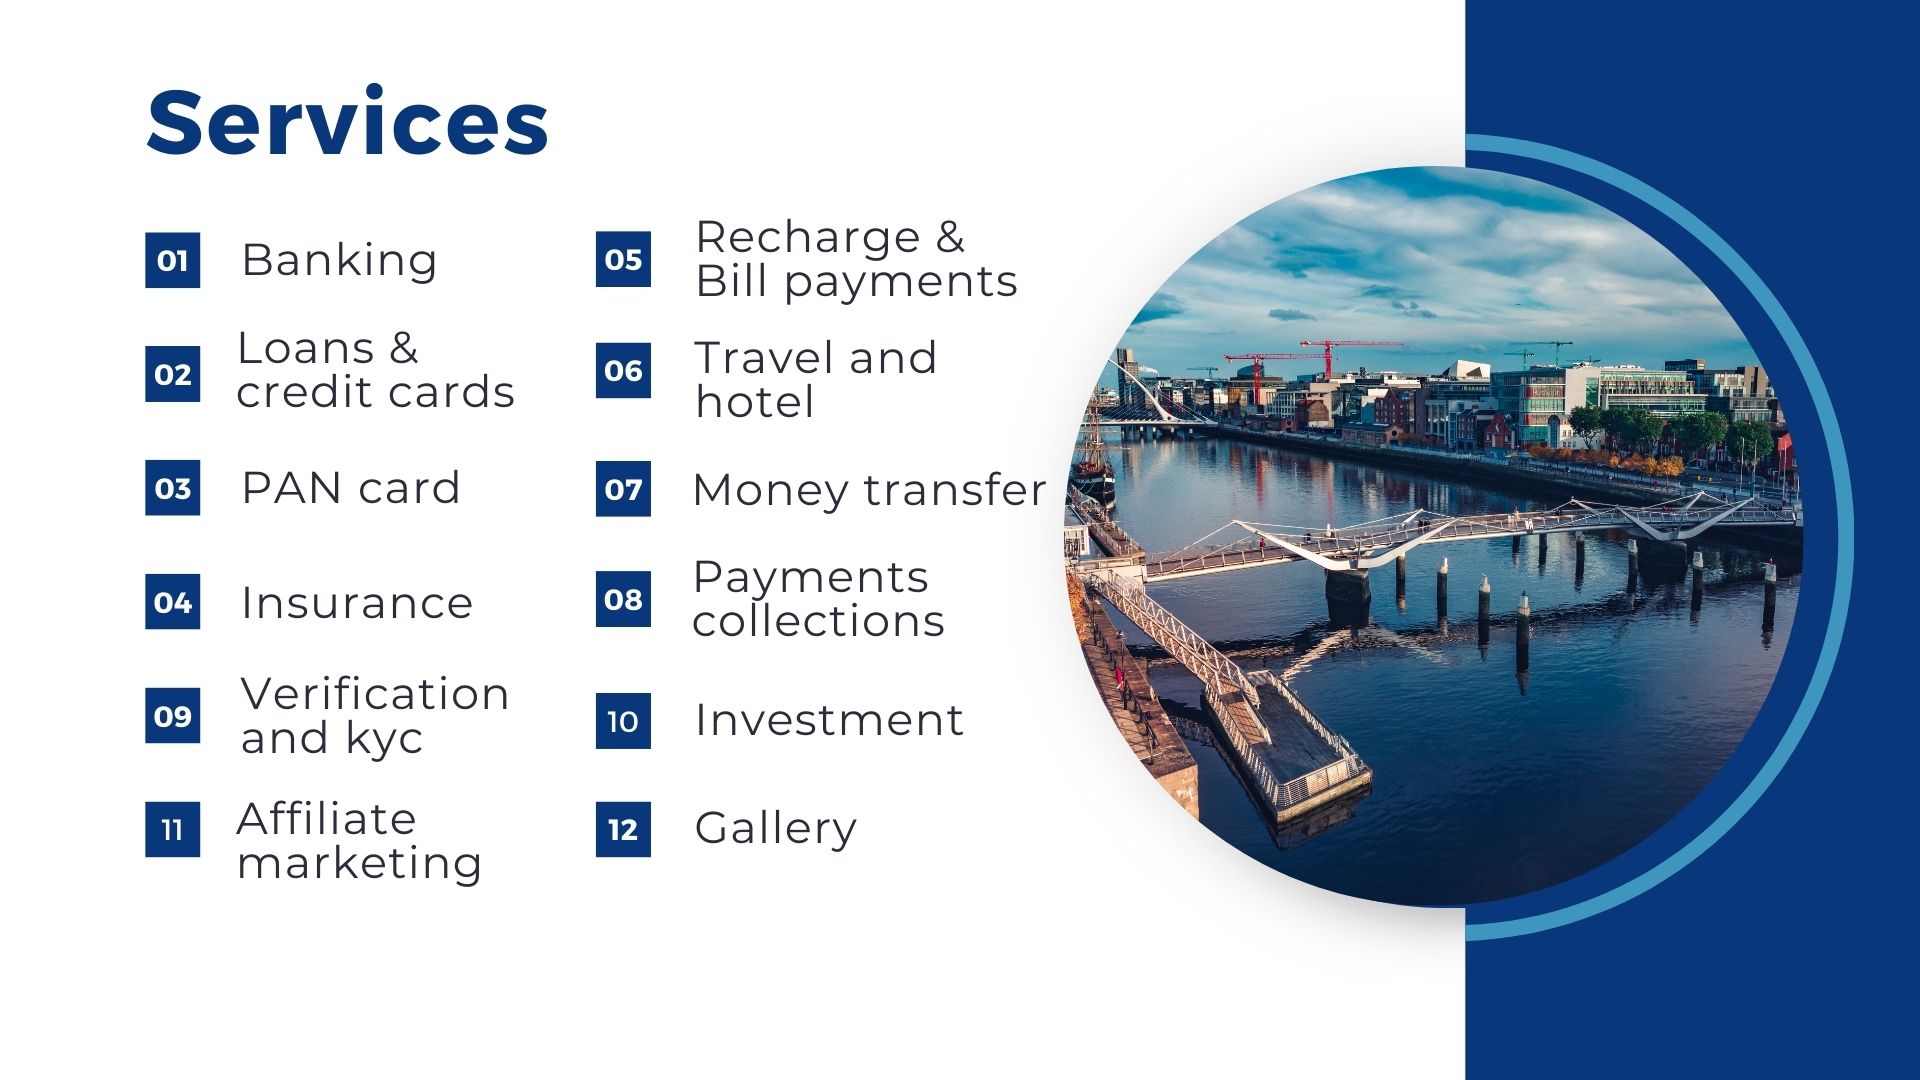 Services
01 Banking
02 Loans &
credit cards
03 PAN card
04 Insurance
09 Verification
and kyc
11 Affiliate
marketing
05 Recharge &
Bill payments
06 Travel and
hotel
07 Money transfer
08 Payments
collections
10 Investment
12 Gallery